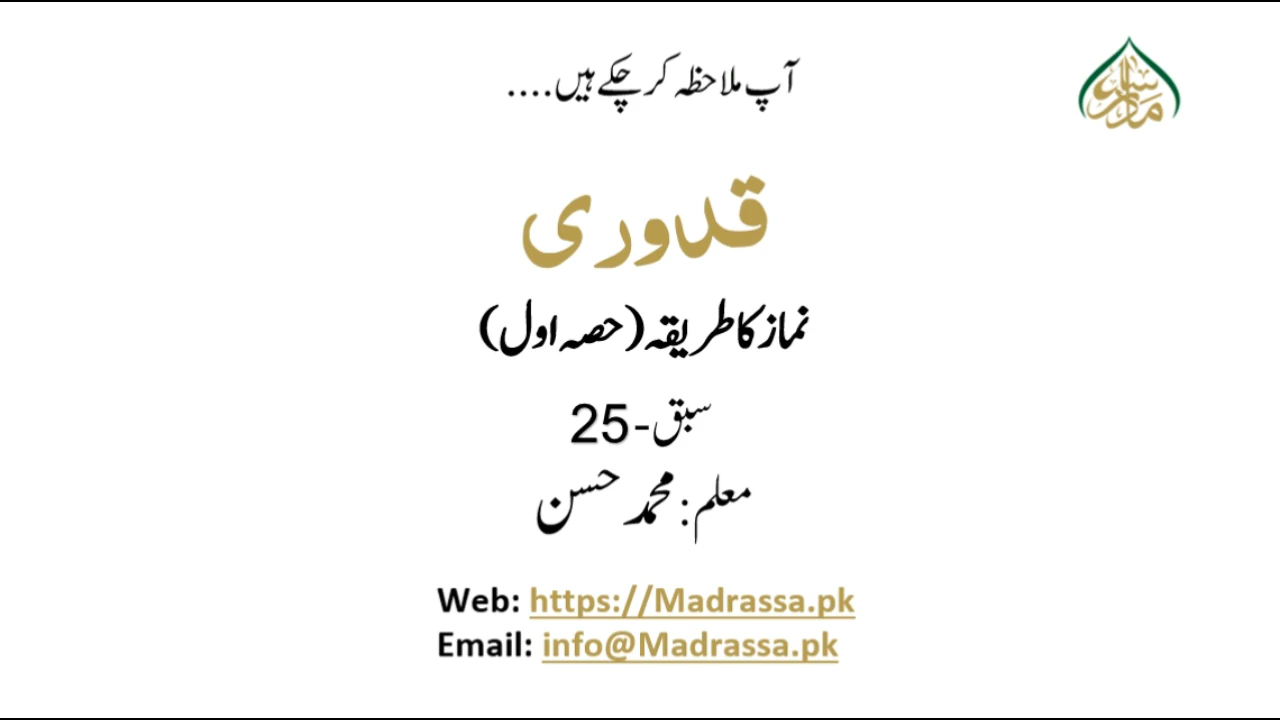 آپ ملاحظہ کر چکے ہیں....
قدوری
نماز کا طریقہ (حصہ اول)
سبق-25
معلم: محمد حسن
Web: https://Madrassa.pk
Email: info@Madrassa.pk